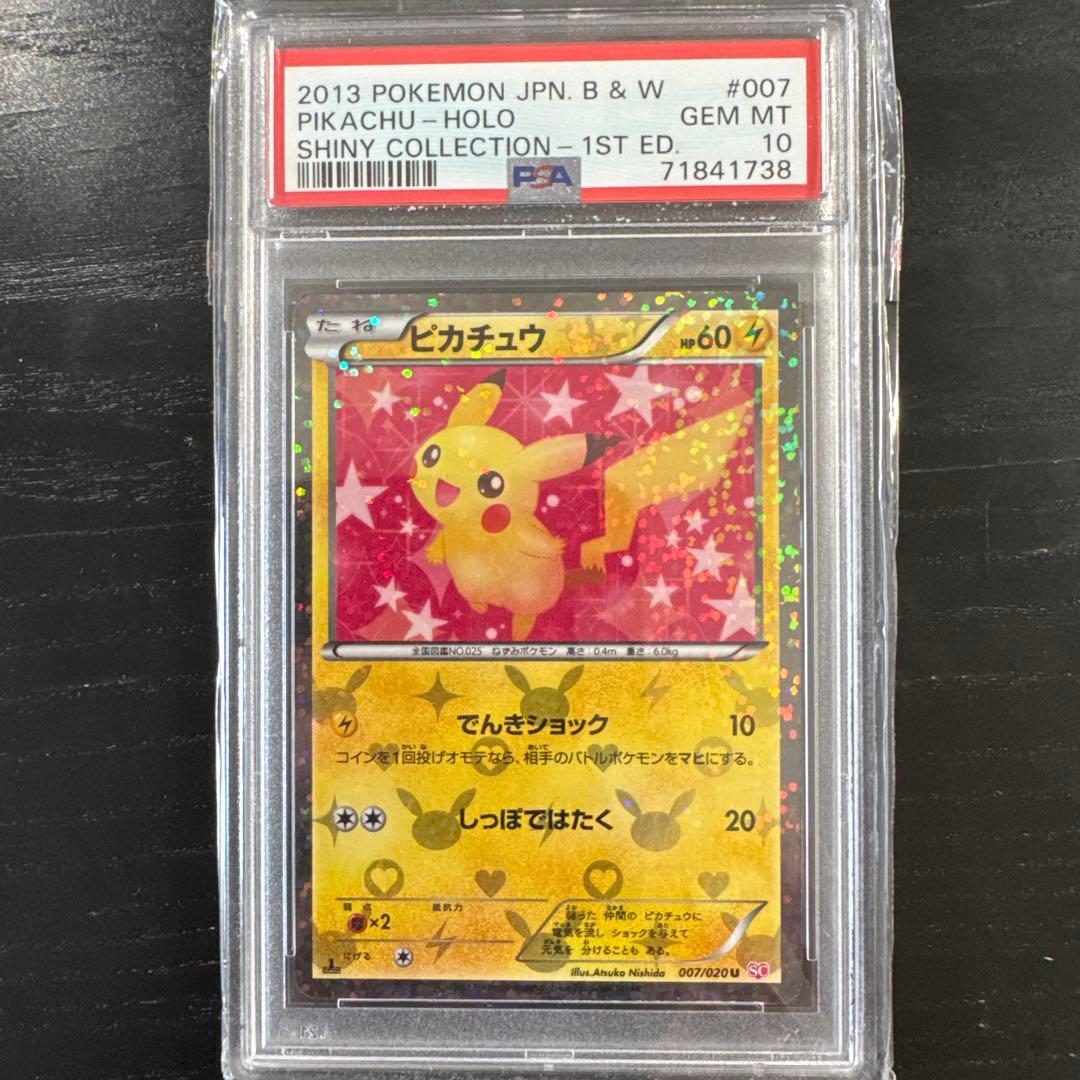 2013 POKEMON JPN. B & W #007
PIKACHU-HOLO GEM MT
SHINY COLLECTION-1ST ED. 10
PSA 71841738
たね ピカチュウ HP60
全国図鑑NO.025 ねずみポケモン 高さ:0.4m 重さ:6.0kg
でんきショック 10
コインを1回投げオモテなら、相手のバトルポケモンをマヒにする。
しっぽではたく 20
弱点 抵抗力
×2
にげる
弱った 仲間の ピカチュウに
電気を流し ショックを与えて
元気を 分けることも ある。
Illus.Atsuko Nishida 007/020 U SC